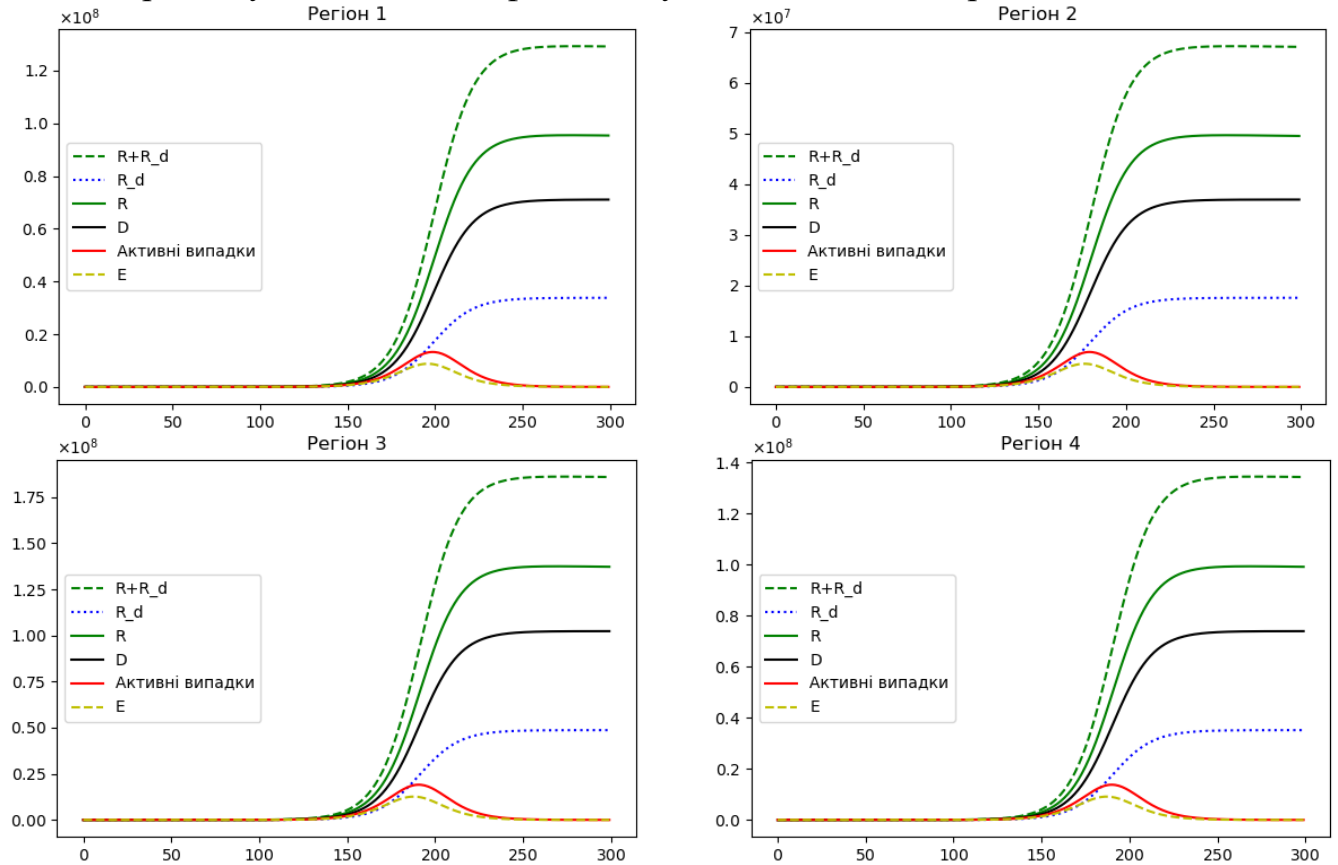 ×10⁸
Регіон 1
1.2
1.0
0.8
0.6
0.4
0.2
0.0
R+R_d
R_d
R
D
Активні випадки
E
0 50 100 150 200 250 300
×10⁷
Регіон 2
7
6
5
4
3
2
1
0
R+R_d
R_d
R
D
Активні випадки
E
0 50 100 150 200 250 300
×10⁸
Регіон 3
1.75
1.50
1.25
1.00
0.75
0.50
0.25
0.00
R+R_d
R_d
R
D
Активні випадки
E
0 50 100 150 200 250 300
×10⁸
Регіон 4
1.4
1.2
1.0
0.8
0.6
0.4
0.2
0.0
R+R_d
R_d
R
D
Активні випадки
E
0 50 100 150 200 250 300